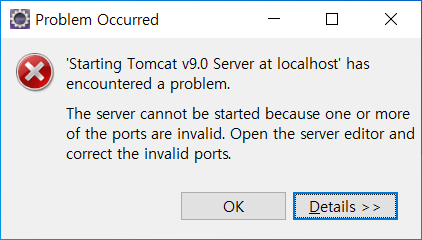 Problem Occurred
'Starting Tomcat v9.0 Server at localhost' has
encountered a problem.
The server cannot be started because one or more
of the ports are invalid. Open the server editor and
correct the invalid ports.
OK
Details >>